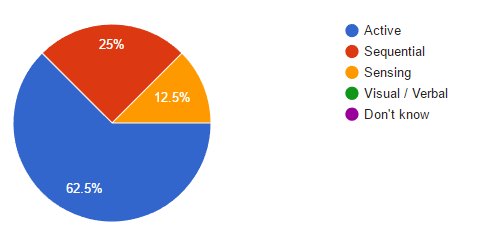 25%
12.5%
62.5%
Active
Sequential
Sensing
Visual / Verbal
Don't know